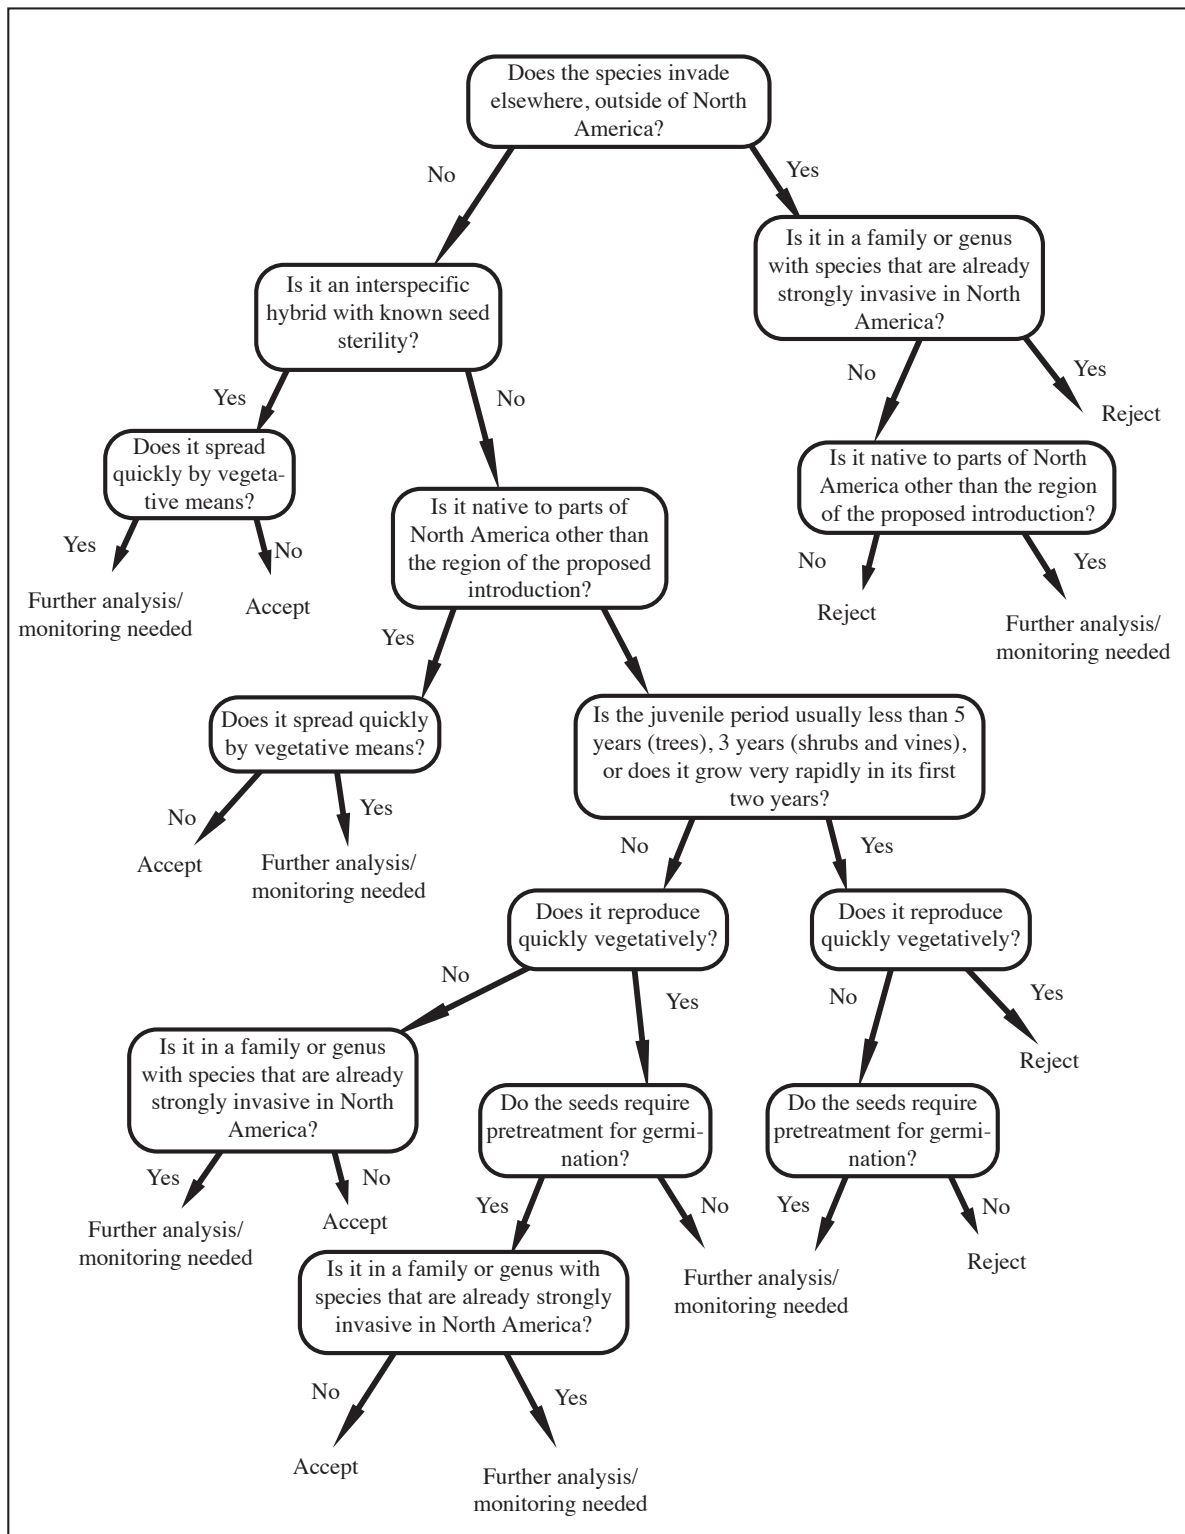 Does the species invade
elsewhere, outside of North
America?
No
Yes
Is it in a family or genus
with species that are already
strongly invasive in North
America?
Is it an interspecific
hybrid with known seed
sterility?
No
Yes
Reject
Yes
No
Does it spread
quickly by vegeta-
tive means?
Is it native to parts of North
America other than the region
of the proposed introduction?
Is it native to parts of
North America other than
the region of the proposed
introduction?
Yes
No
No
Yes
Further analysis/
monitoring needed
Accept
Reject
Further analysis/
monitoring needed
Yes
Does it spread quickly
by vegetative means?
Is the juvenile period usually less than 5
years (trees), 3 years (shrubs and vines),
or does it grow very rapidly in its first
two years?
No
Yes
Accept
Further analysis/
monitoring needed
No
Yes
Does it reproduce
quickly vegetatively?
Does it reproduce
quickly vegetatively?
No
Yes
No
Yes
Reject
Is it in a family or genus
with species that are already
strongly invasive in North
America?
Do the seeds require
pretreatment for germi-
nation?
Do the seeds require
pretreatment for germi-
nation?
Yes
No
Yes
No
Yes
No
Further analysis/
monitoring needed
Accept
Reject
Is it in a family or genus with
species that are already strongly
invasive in North America?
Further analysis/
monitoring needed
No
Yes
Accept
Further analysis/
monitoring needed